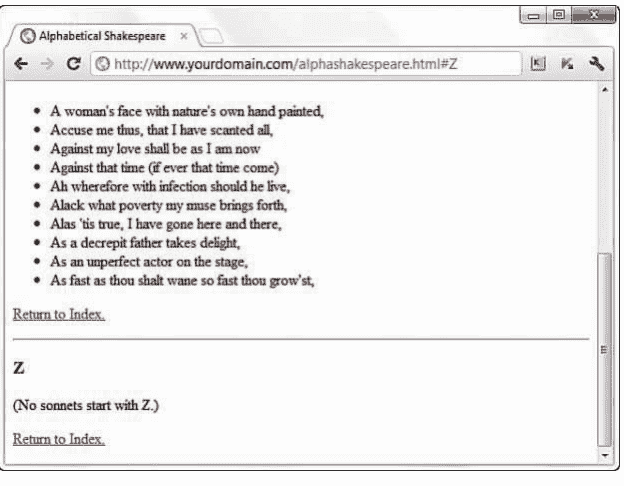 Alphabetical Shakespeare
http://www.yourdomain.com/alphashakespeare.html#Z
A woman's face with nature's own hand painted,
Accuse me thus, that I have scanted all,
Against my love shall be as I am now
Against that time (if ever that time come)
Ah wherefore with infection should he live,
Alack what poverty my muse brings forth,
Alas 'tis true, I have gone here and there,
As a decrepit father takes delight,
As an unperfect actor on the stage,
As fast as thou shalt wane so fast thou grow'st,
Return to Index.
Z
(No sonnets start with Z.)
Return to Index.